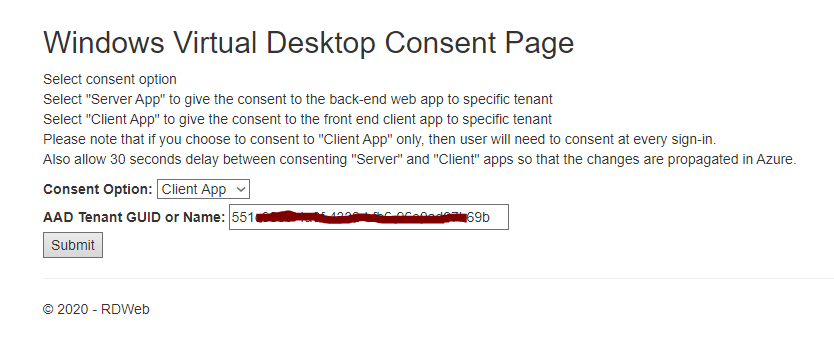 Windows Virtual Desktop Consent Page
Select consent option
Select "Server App" to give the consent to the back-end web app to specific tenant
Select "Client App" to give the consent to the front end client app to specific tenant
Please note that if you choose to consent to "Client App" only, then user will need to consent at every sign-in.
Also allow 30 seconds delay between consenting "Server" and "Client" apps so that the changes are propagated in Azure.
Consent Option: Client App
AAD Tenant GUID or Name: 551 69b
Submit
© 2020 - RDWeb